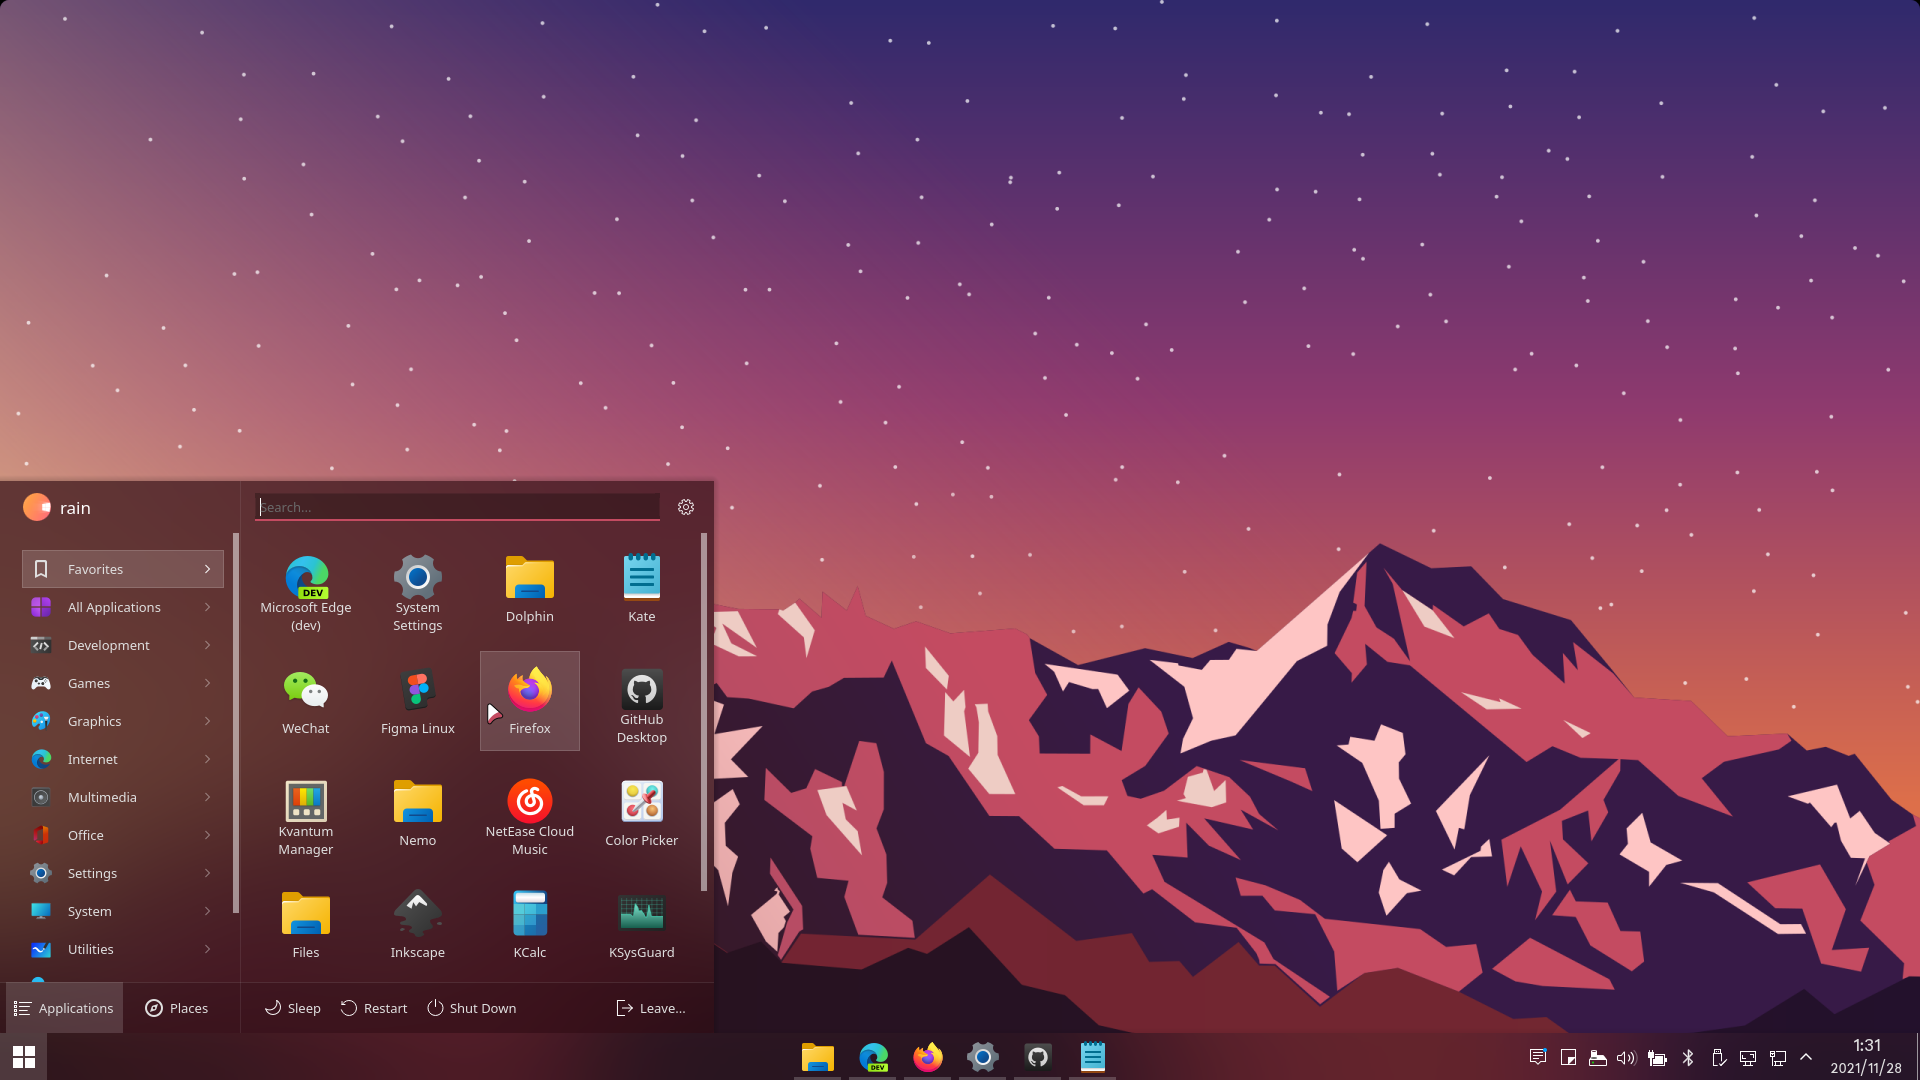 rain
Search...
Favorites
All Applications
Development
Games
Graphics
Internet
Multimedia
Office
Settings
System
Utilities
Microsoft Edge
(dev)
System
Settings
Dolphin
Kate
WeChat
Figma Linux
Firefox
GitHub
Desktop
Kvantum
Manager
Nemo
NetEase Cloud
Music
Color Picker
Files
Inkscape
KCalc
KSysGuard
DEV
Applications
Places
Sleep
Restart
Shut Down
Leave...
DEV
1:31
2021/11/28